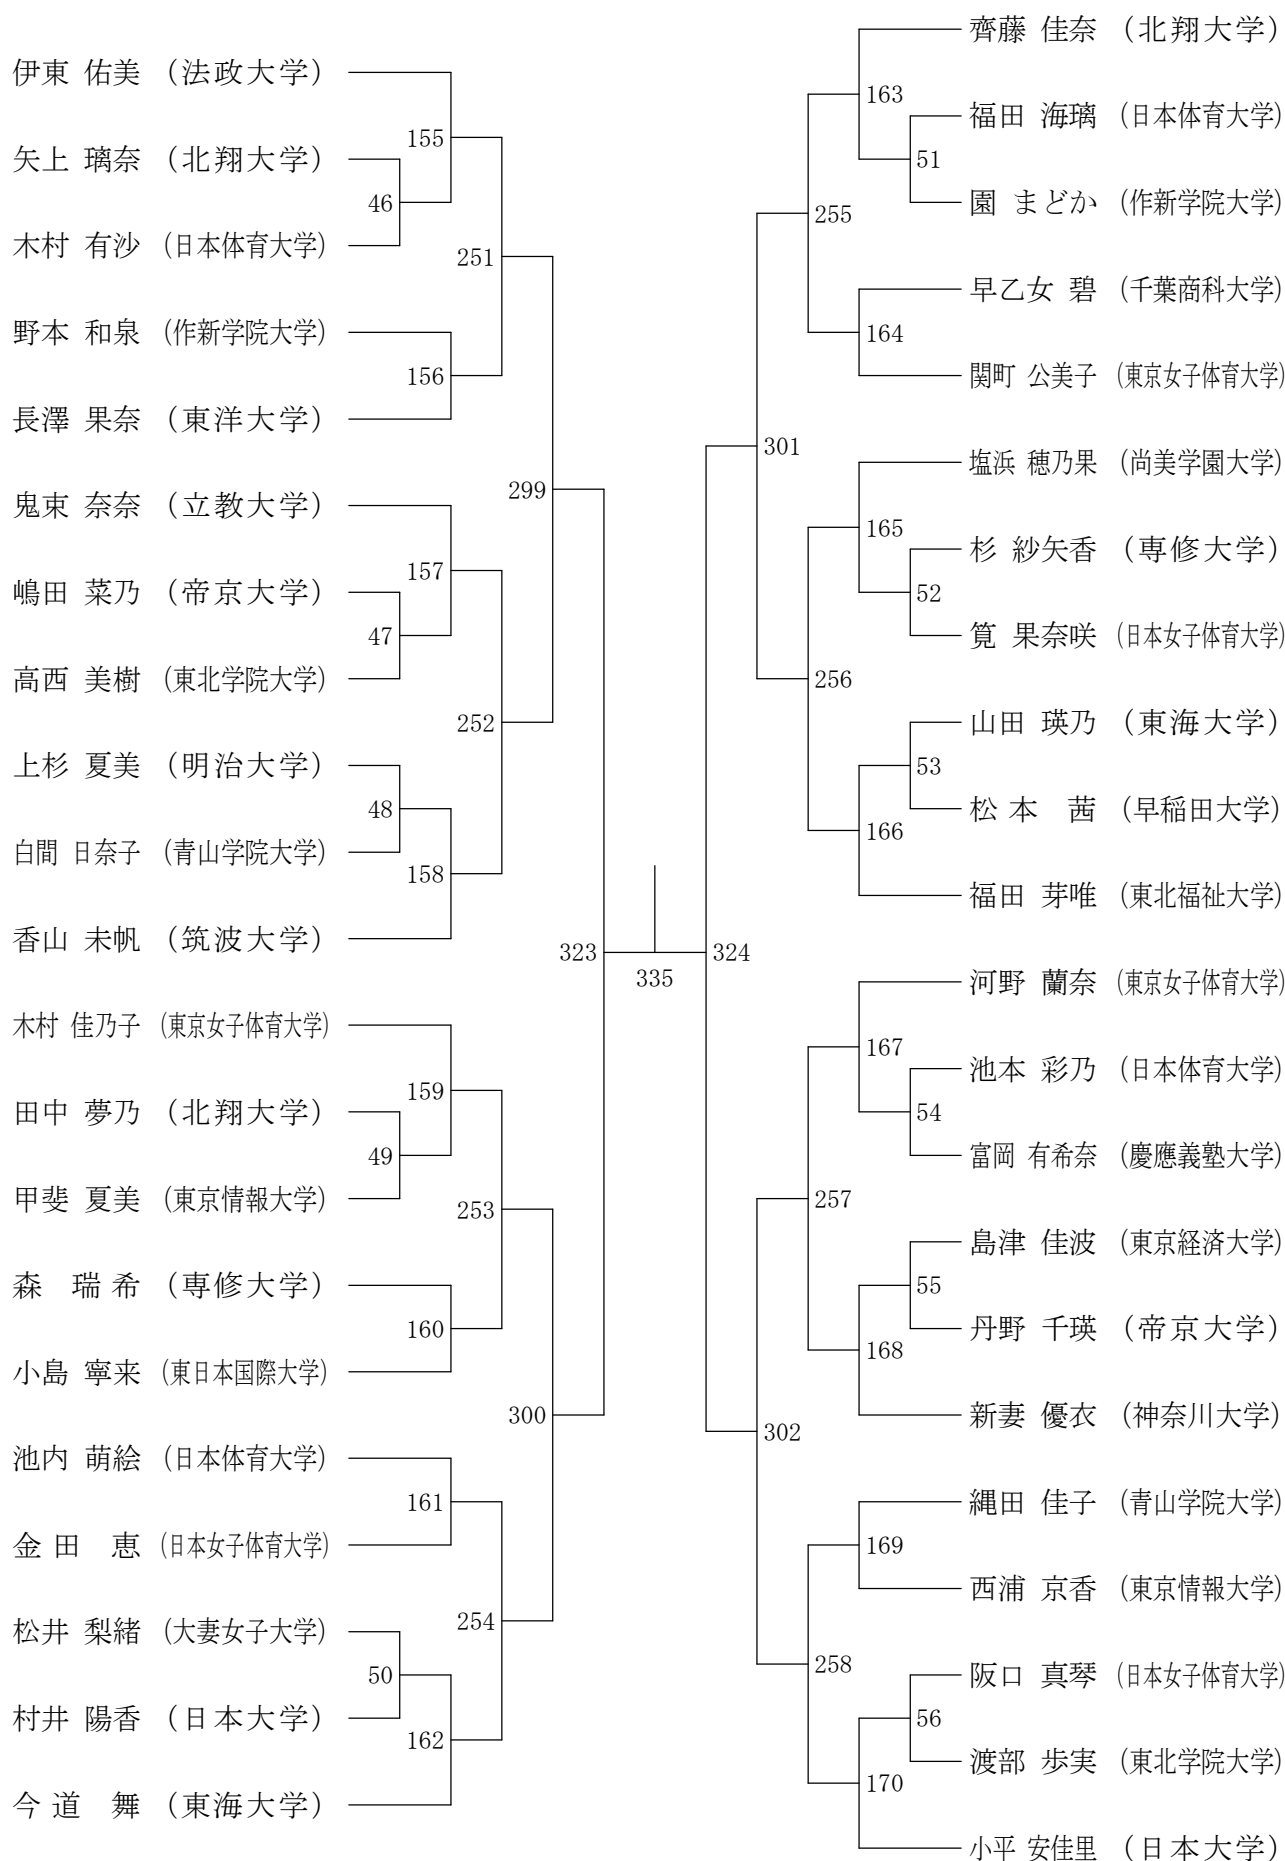 伊東 佑美 （法政大学）
矢上 璃奈 （北翔大学）
木村 有沙 （日本体育大学）
野本 和泉 （作新学院大学）
長澤 果奈 （東洋大学）
鬼束 奈奈 （立教大学）
嶋田 菜乃 （帝京大学）
高西 美樹 （東北学院大学）
上杉 夏美 （明治大学）
白間 日奈子 （青山学院大学）
香山 未帆 （筑波大学）
木村 佳乃子 （東京女子体育大学）
田中 夢乃 （北翔大学）
甲斐 夏美 （東京情報大学）
森 瑞希 （専修大学）
小島 寧来 （東日本国際大学）
池内 萌絵 （日本体育大学）
金田 恵 （日本女子体育大学）
松井 梨緒 （大妻女子大学）
村井 陽香 （日本大学）
今道 舞 （東海大学）
46
47
48
49
50
155
156
157
158
159
160
161
162
251
252
253
254
299
300
323
335
324
301
302
255
256
257
258
163
164
165
166
167
168
169
170
51
52
53
54
55
56
齊藤 佳奈 （北翔大学）
福田 海璃 （日本体育大学）
園 まどか （作新学院大学）
早乙女 碧 （千葉商科大学）
関町 公美子 （東京女子体育大学）
塩浜 穂乃果 （尚美学園大学）
杉 紗矢香 （専修大学）
筧 果奈咲 （日本女子体育大学）
山田 瑛乃 （東海大学）
松本 茜 （早稲田大学）
福田 芽唯 （東北福祉大学）
河野 蘭奈 （東京女子体育大学）
池本 彩乃 （日本体育大学）
富岡 有希奈 （慶應義塾大学）
島津 佳波 （東京経済大学）
丹野 千瑛 （帝京大学）
新妻 優衣 （神奈川大学）
縄田 佳子 （青山学院大学）
西浦 京香 （東京情報大学）
阪口 真琴 （日本女子体育大学）
渡部 歩実 （東北学院大学）
小平 安佳里 （日本大学）